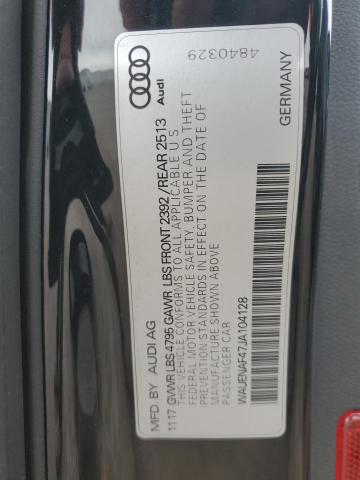 MFD. BY AUDI AG
11 17 GVWR LBS 4795 GAWR LBS FRONT 2392 / REAR 2513
THIS VEHICLE CONFORMS TO ALL APPLICABLE U S
FEDERAL MOTOR VEHICLE SAFETY, BUMPER AND THEFT
PREVENTION STANDARDS IN EFFECT ON THE DATE OF
MANUFACTURE SHOWN ABOVE
PASSENGER CAR
WAUENAF47JA104128
GERMANY
Audi
4840329